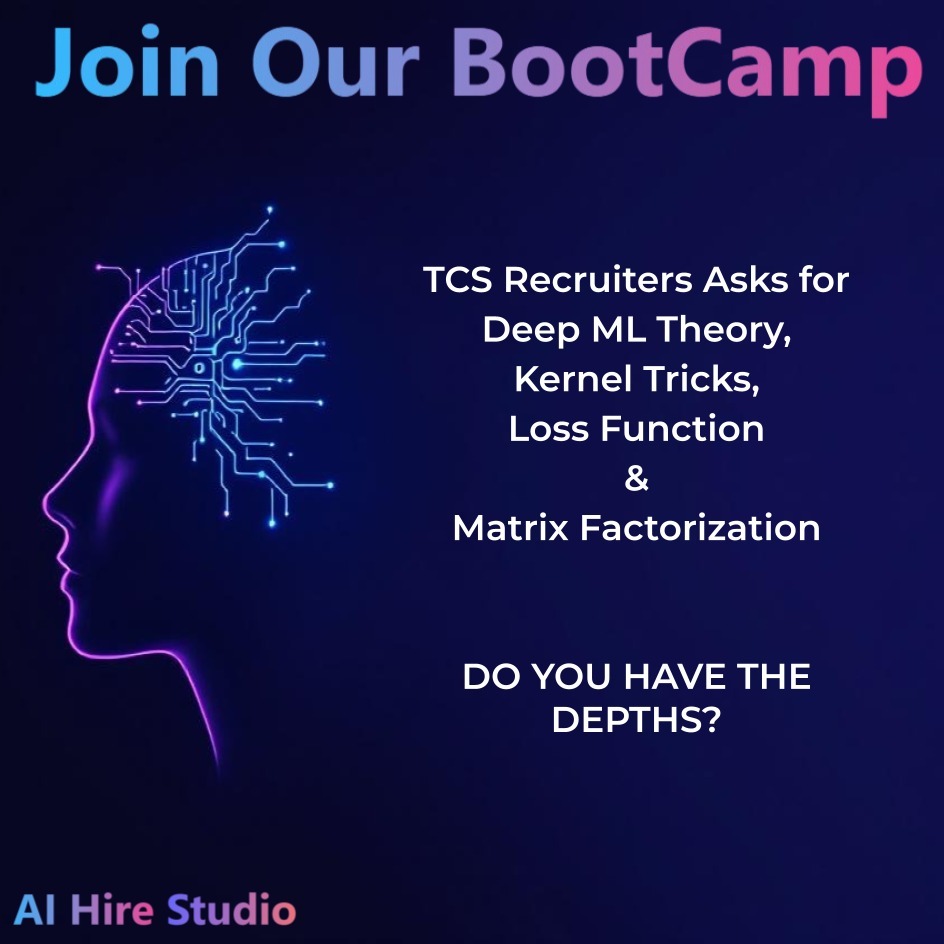 Join Our BootCamp
TCS Recruiters Asks for
Deep ML Theory,
Kernel Tricks,
Loss Function
&
Matrix Factorization
DO YOU HAVE THE
DEPTHS?
AI Hire Studio